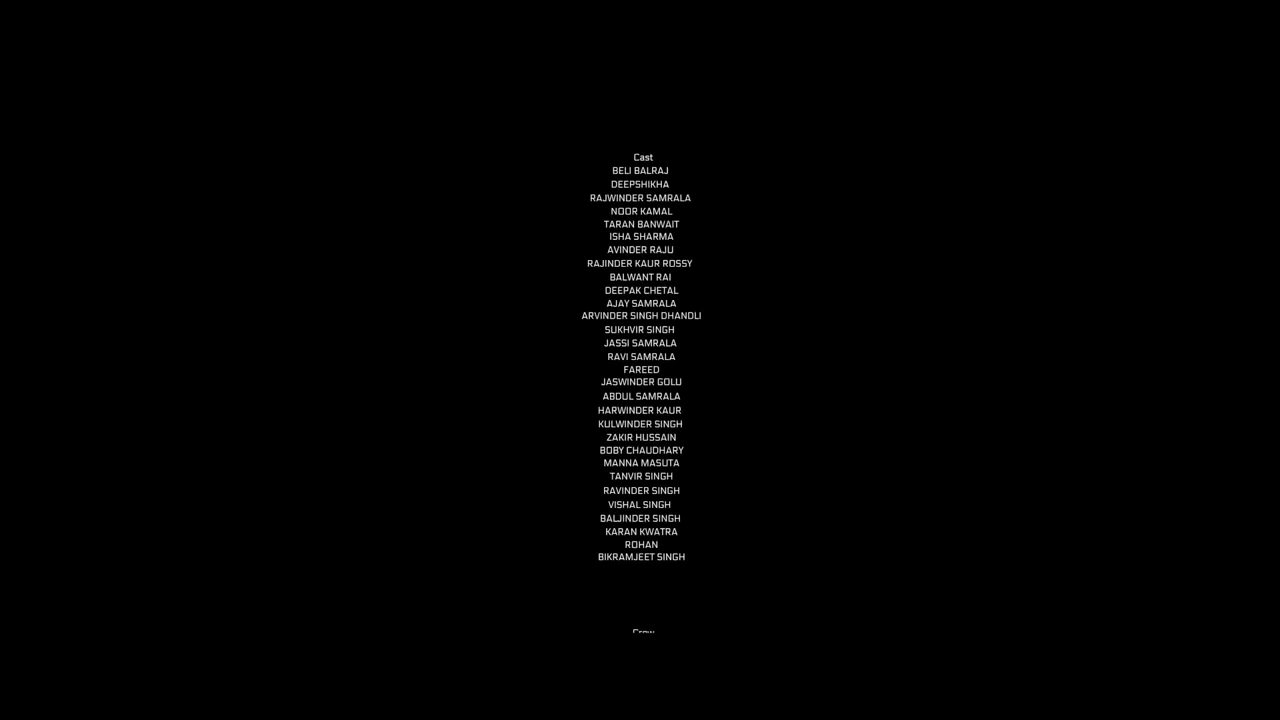 Cast
BELI BALRAJ
DEEPSHIKHA
RAJWINDER SAMRALA
NOOR KAMAL
TARAN BANWAIT
ISHA SHARMA
AVINDER RAJU
RAJINDER KAUR ROSSY
BALWANT RAI
DEEPAK CHETAL
AJAY SAMRALA
ARVINDER SINGH DHANDLI
SUKHVIR SINGH
JASSI SAMRALA
RAVI SAMRALA
FAREED
JASWINDER GOLU
ABDUL SAMRALA
HARWINDER KAUR
KULWINDER SINGH
ZAKIR HUSSAIN
BOBY CHAUDHARY
MANNA MASUTA
TANVIR SINGH
RAVINDER SINGH
VISHAL SINGH
BALJINDER SINGH
KARAN KWATRA
ROHAN
BIKRAMJEET SINGH
Crew